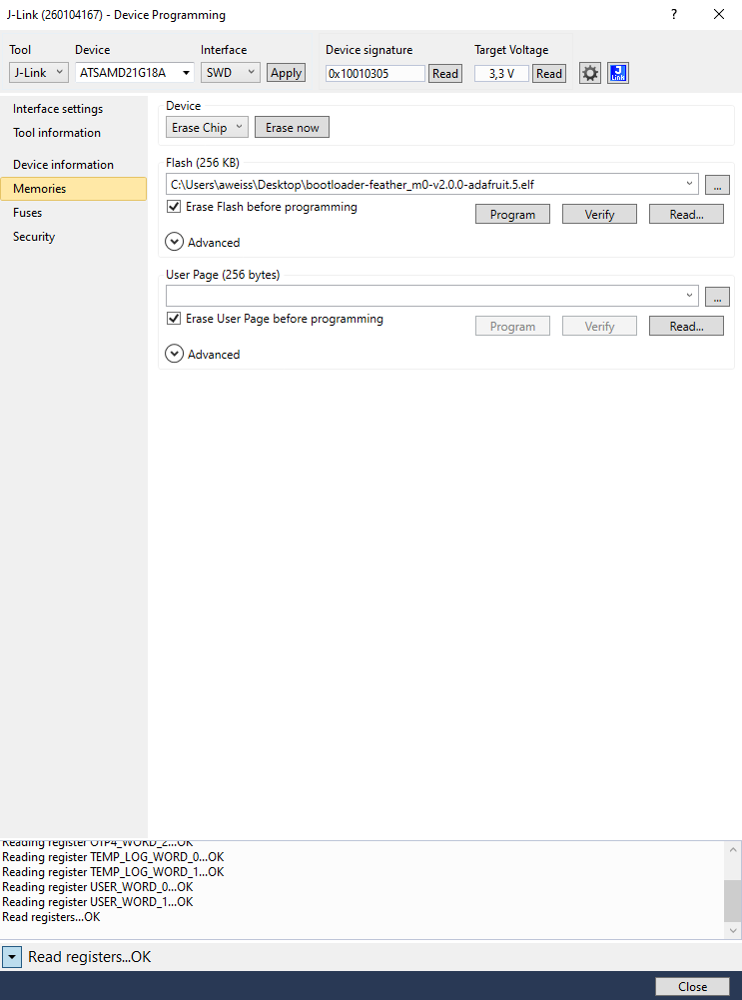 J-Link (260104167) - Device Programming
? 
Tool Device Interface Device signature Target Voltage
J-Link ATSAMD21G18A SWD Apply 0x10010305 Read 3,3 V Read
Interface settings
Tool information
Device information
Memories
Fuses
Security
Device
Erase Chip Erase now
Flash (256 KB)
C:\Users\aweiss\Desktop\bootloader-feather_m0-v2.0.0-adafruit.5.elf ...
Erase Flash before programming Program Verify Read...
Advanced
User Page (256 bytes)
...
Erase User Page before programming Program Verify Read...
Advanced
Reading register OTP4_WORD_2...OK
Reading register TEMP_LOG_WORD_0...OK
Reading register TEMP_LOG_WORD_1...OK
Reading register USER_WORD_0...OK
Reading register USER_WORD_1...OK
Read registers...OK
Read registers...OK
Close